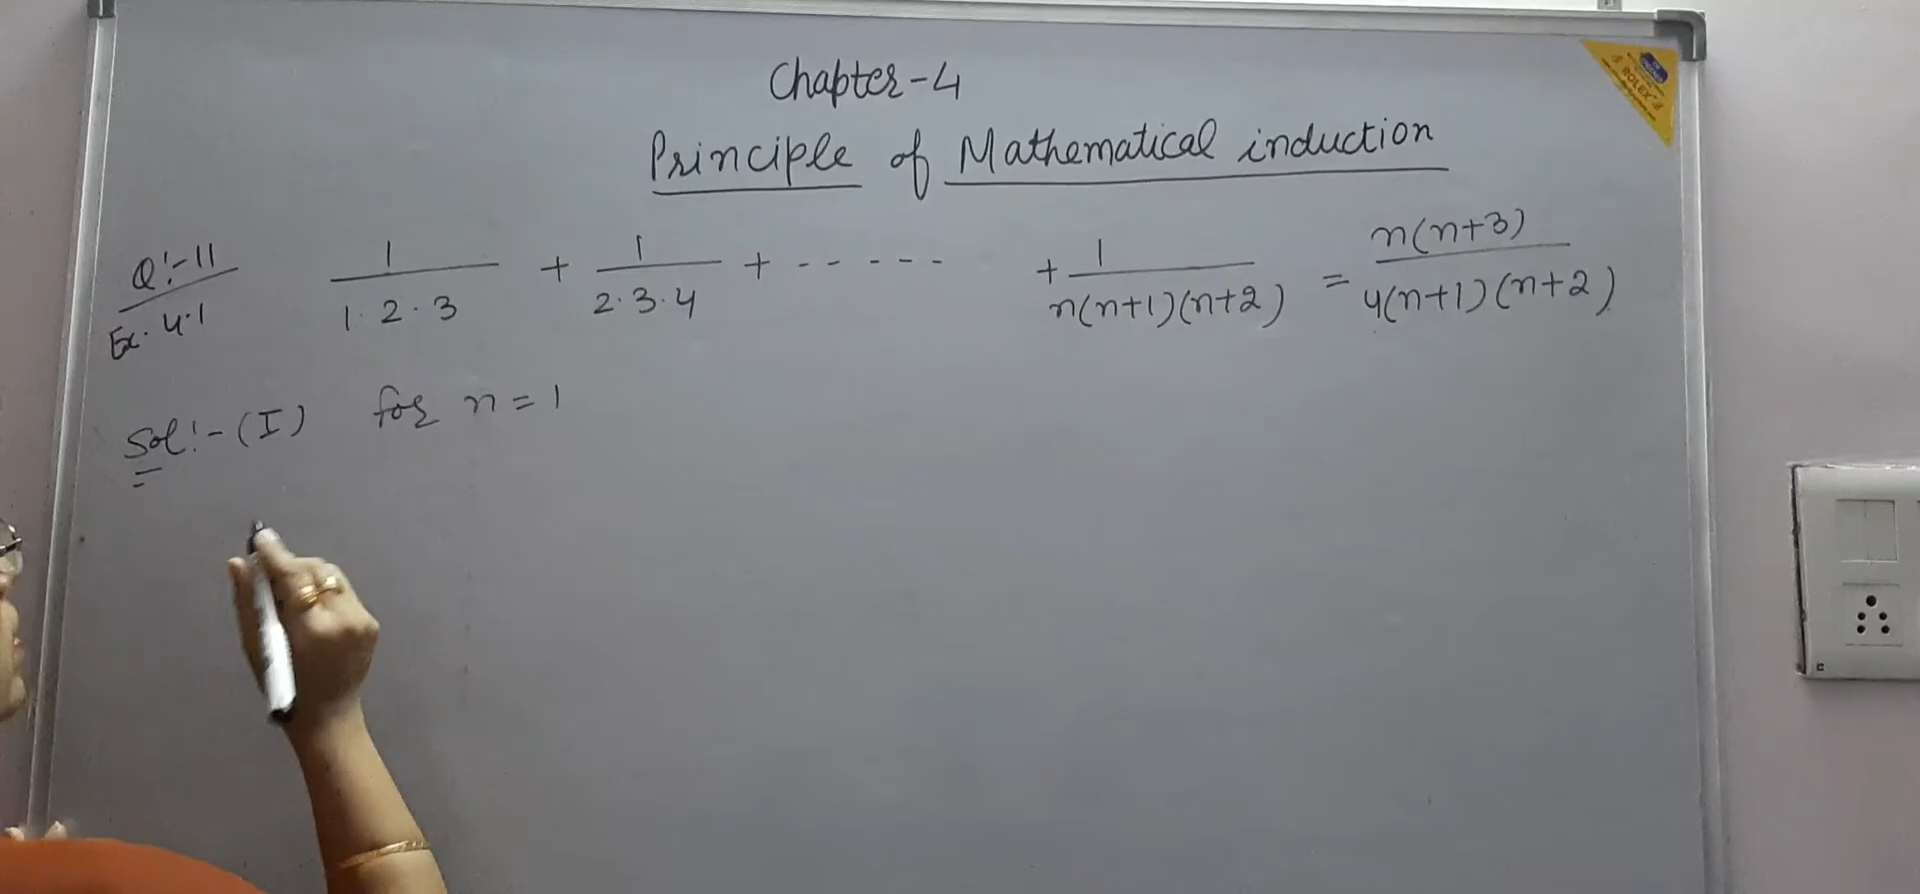 Chapter-4
Principle of Mathematical induction
Q:-11 1/(1·2·3) + 1/(2·3·4) + ------ + 1/(n(n+1)(n+2)) = n(n+3)/(4(n+1)(n+2))
Ex. 4.1
Sol:- (I) for n = 1
ROLEX